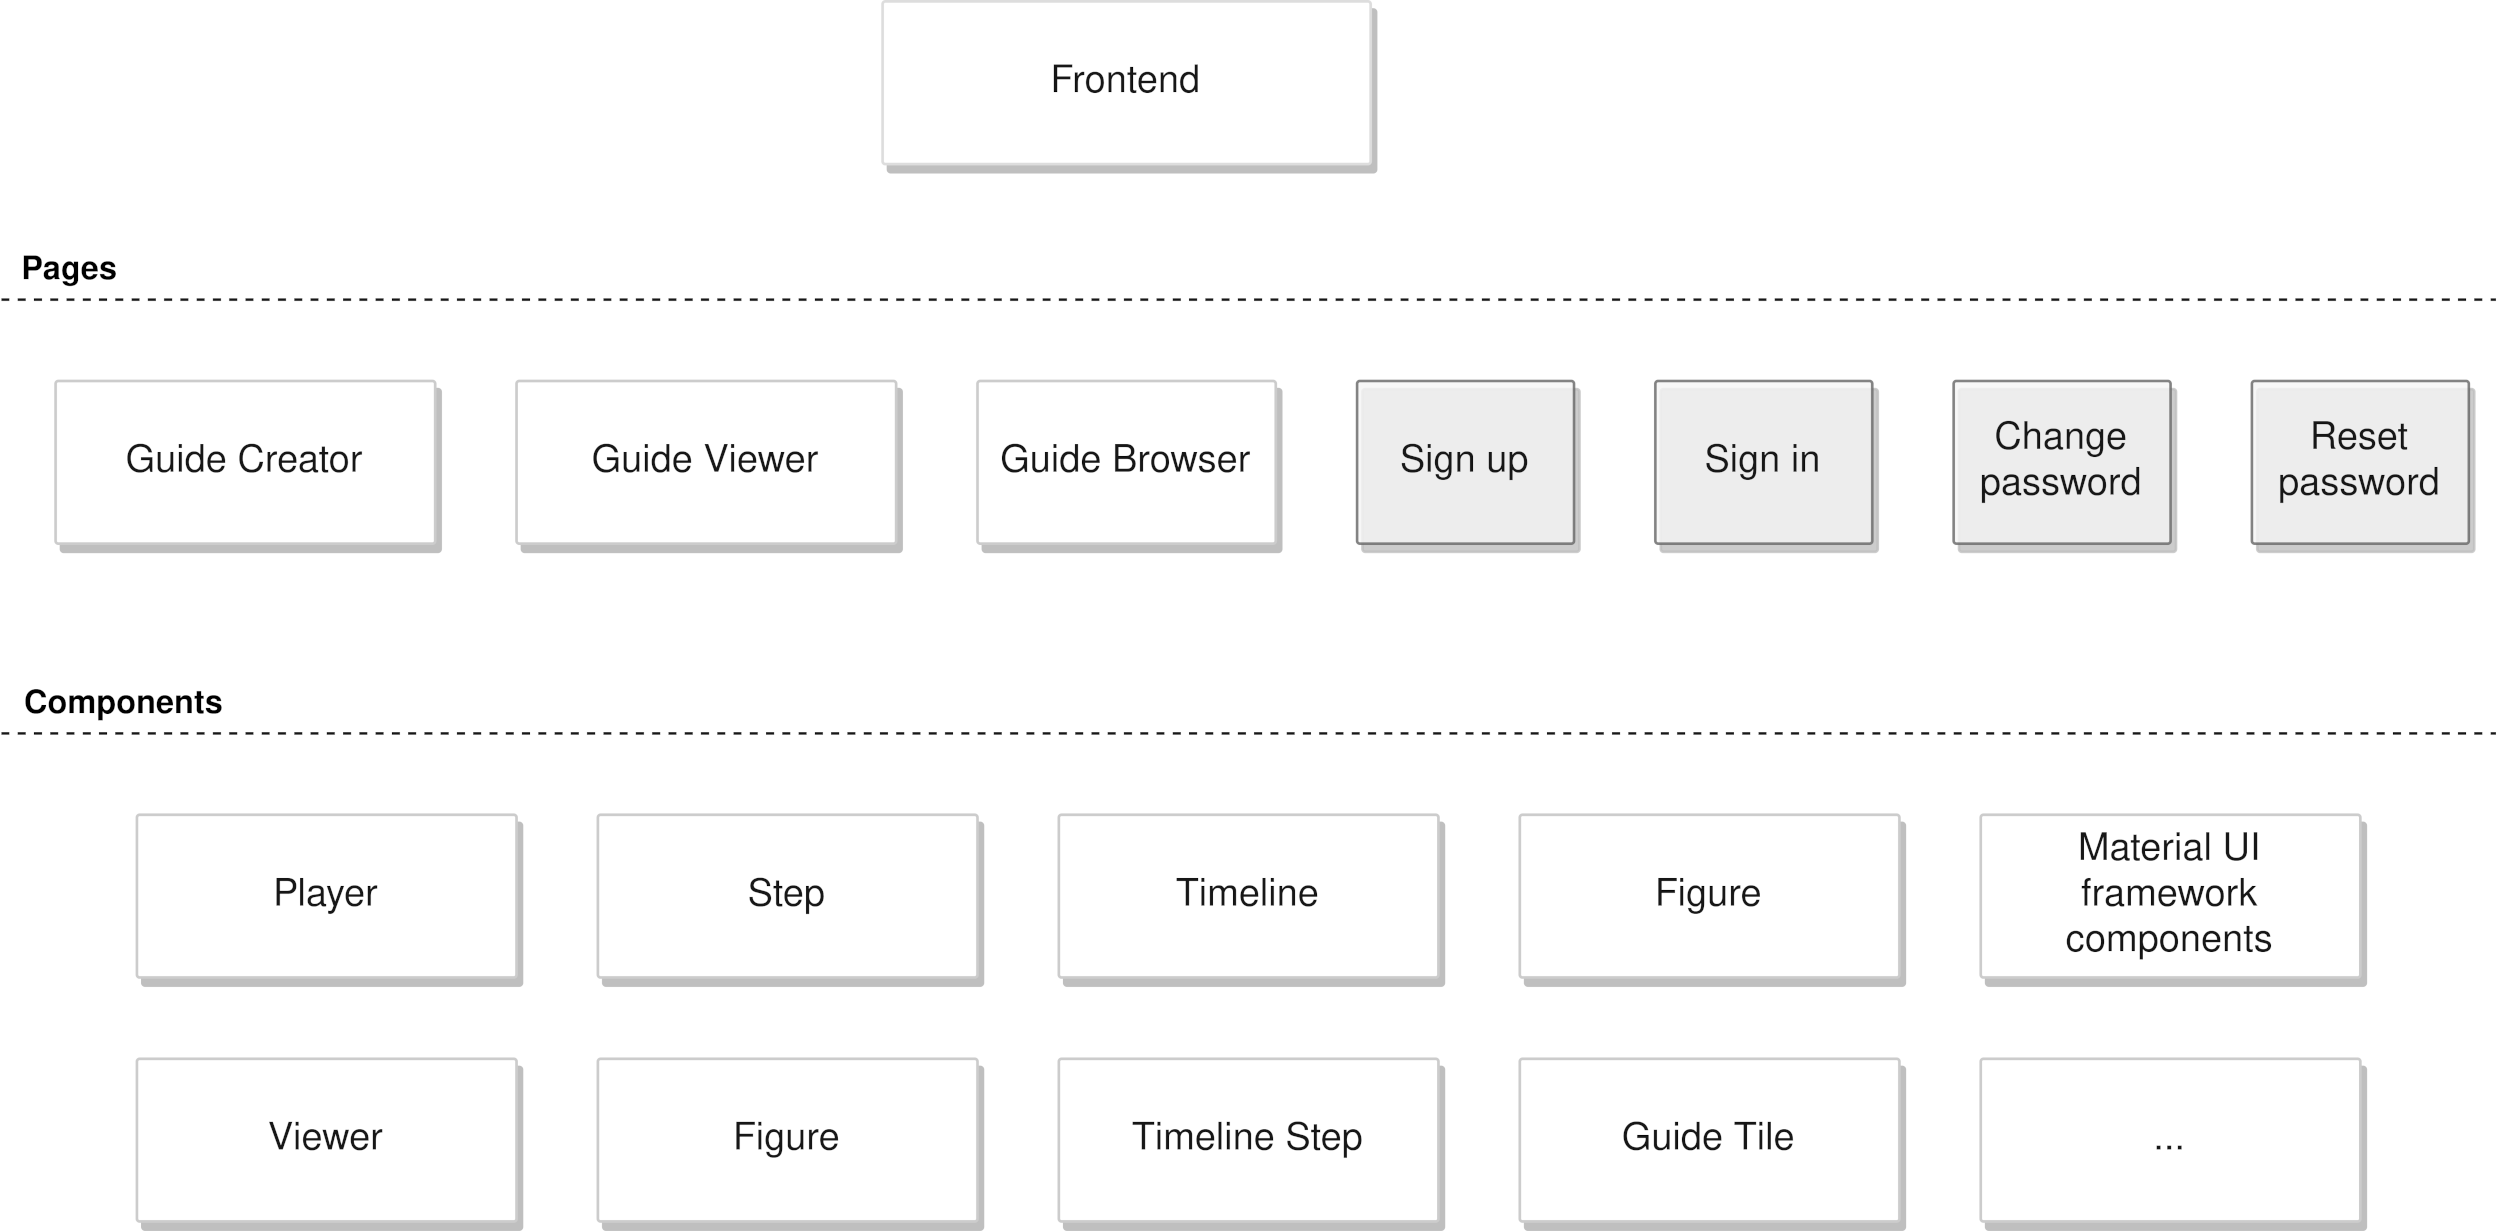 Frontend
Pages
Guide Creator
Guide Viewer
Guide Browser
Sign up
Sign in
Change
password
Reset
password
Components
Player
Step
Timeline
Figure
Material UI
framework
components
Viewer
Figure
Timeline Step
Guide Tile
...